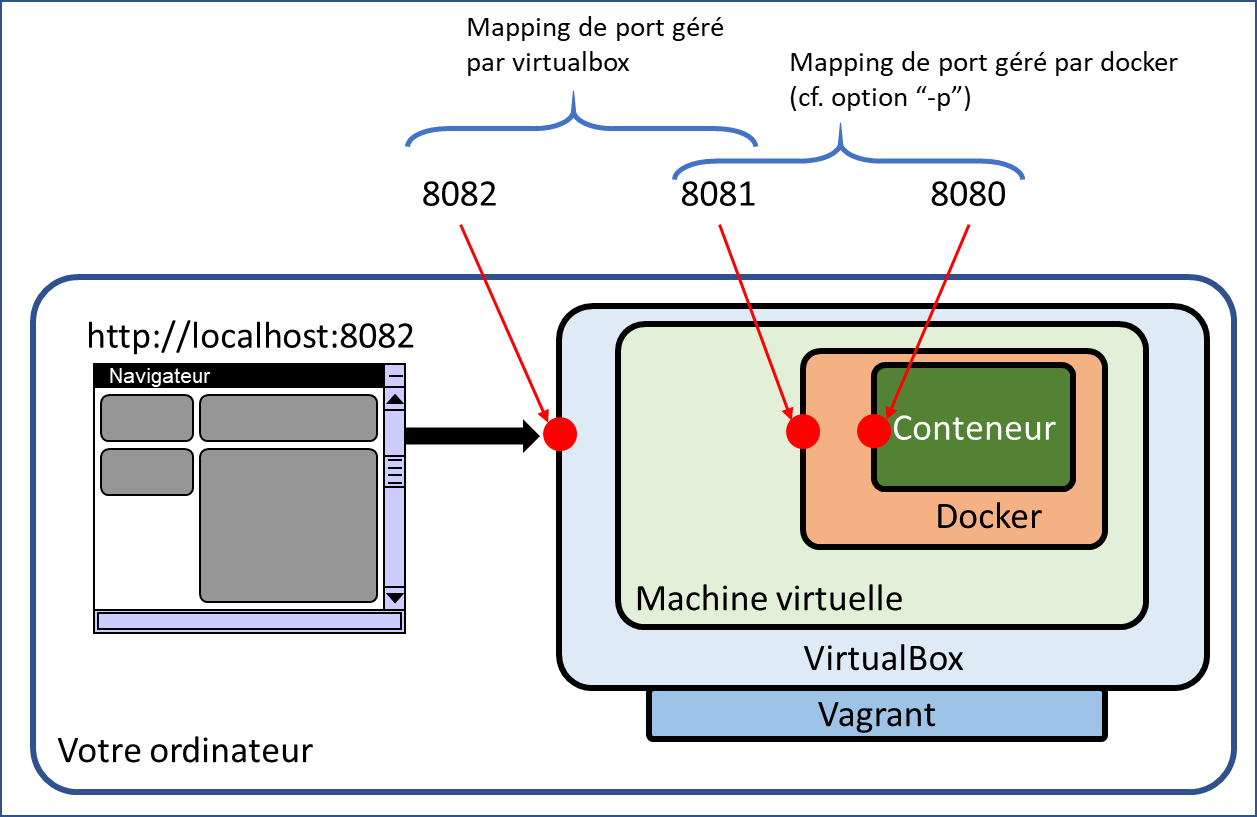 Mapping de port géré
par virtualbox
Mapping de port géré par docker
(cf. option “-p”)
8082
8081
8080
http://localhost:8082
Navigateur
Conteneur
Docker
Machine virtuelle
VirtualBox
Vagrant
Votre ordinateur